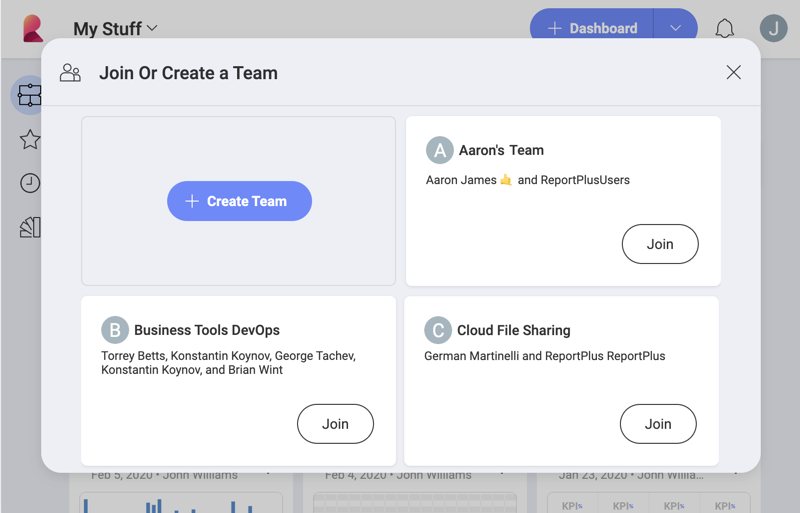 My Stuff
Dashboard
J
Join Or Create a Team
Create Team
A Aaron's Team
Aaron James 🤙 and ReportPlusUsers
Join
B Business Tools DevOps
Torrey Betts, Konstantin Koynov, George Tachev,
Konstantin Koynov, and Brian Wint
Join
C Cloud File Sharing
German Martinelli and ReportPlus ReportPlus
Join
Feb 5, 2020 • John Williams
Feb 4, 2020 • John Williams
Jan 23, 2020 • John Willia...
KPIs KPIs KPIs KPIs